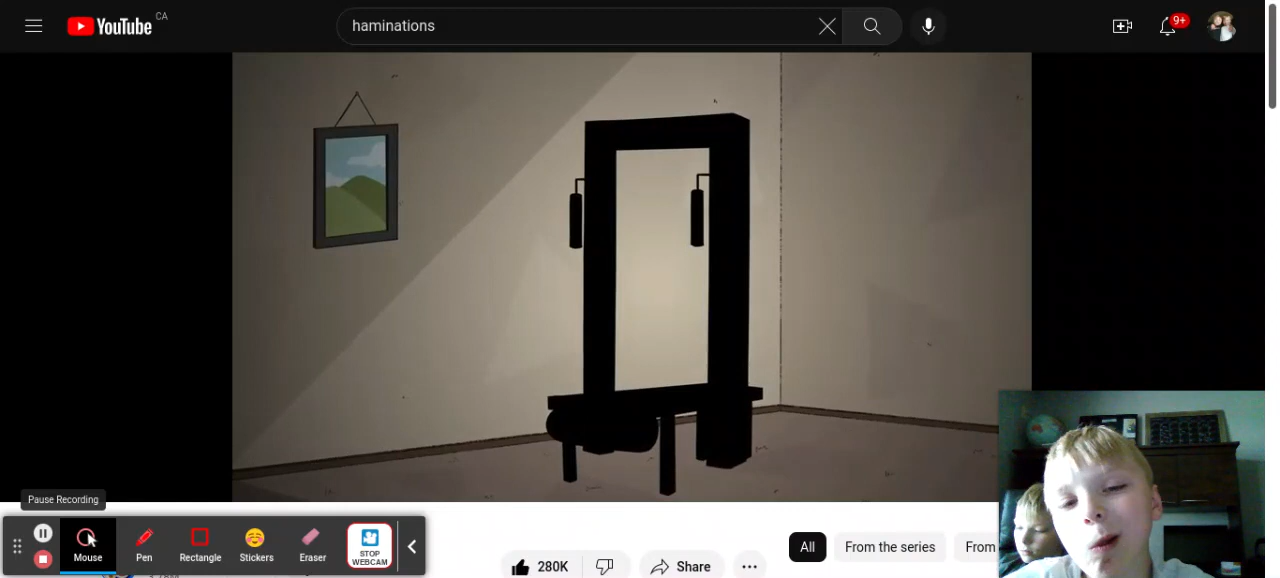 YouTube CA
haminations
9+
Pause Recording
Mouse
Pen
Rectangle
Stickers
Eraser
STOP
WEBCAM
280K
Share
All
From the series
From